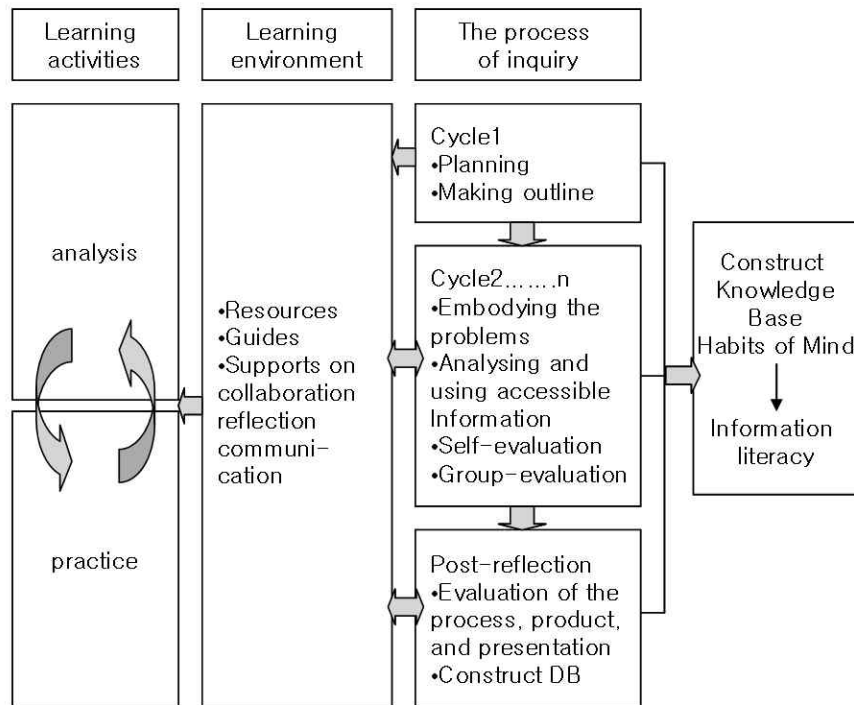 Learning
activities
Learning
environment
The process
of inquiry
analysis
practice
•Resources
•Guides
•Supports on
collaboration
reflection
communi-
cation
Cycle1
•Planning
•Making outline
Cycle2.......n
•Embodying the
problems
•Analysing and
using accessible
Information
•Self-evaluation
•Group-evaluation
Post-reflection
•Evaluation of the
process, product,
and presentation
•Construct DB
Construct
Knowledge
Base
Habits of Mind
Information
literacy